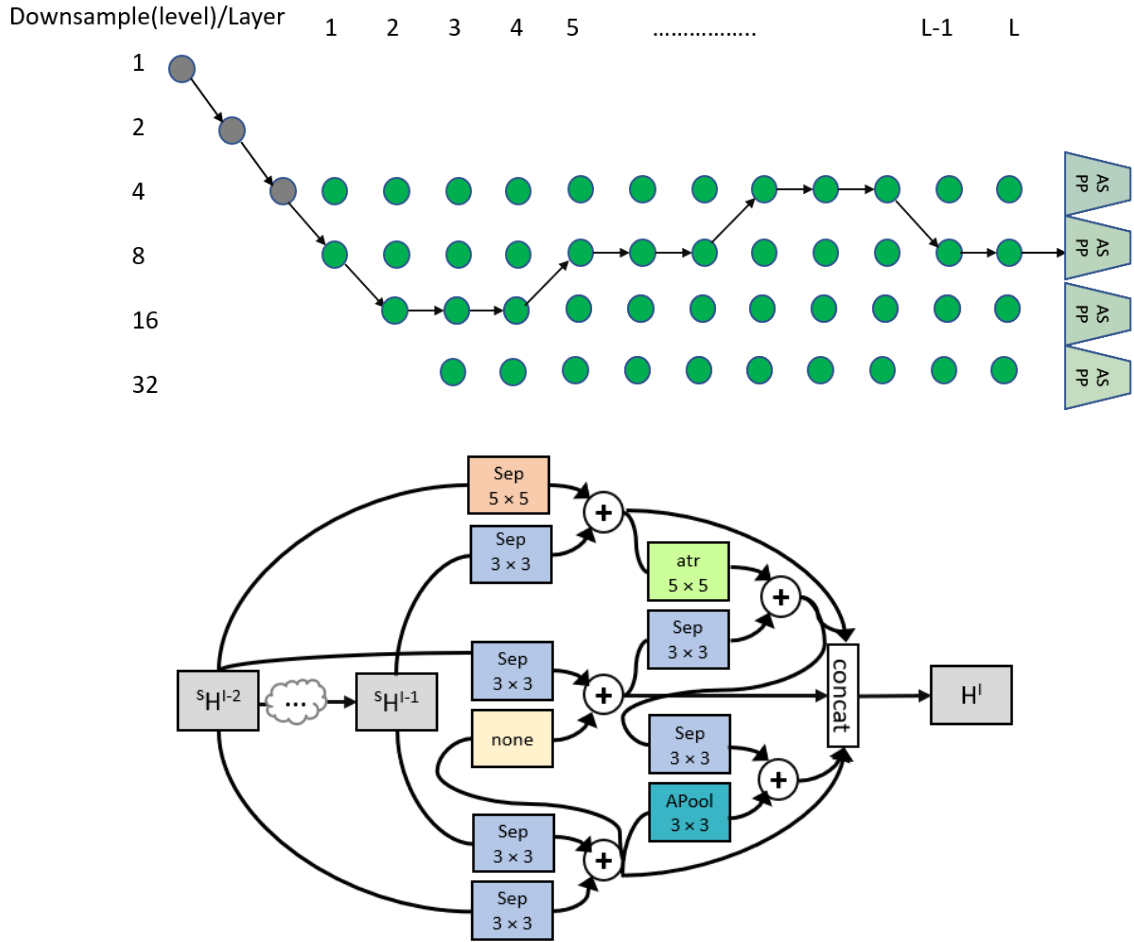 Downsample(level)/Layer
1 2 3 4 5 ................ L-1 L
1
2
4
AS
PP
8
AS
PP
16
AS
PP
32
AS
PP
Sep
5 × 5
Sep
3 × 3
atr
5 × 5
Sep
3 × 3
Sep
3 × 3
sHl-2
...
sHl-1
concat
Hl
none
Sep
3 × 3
APool
3 × 3
Sep
3 × 3
Sep
3 × 3